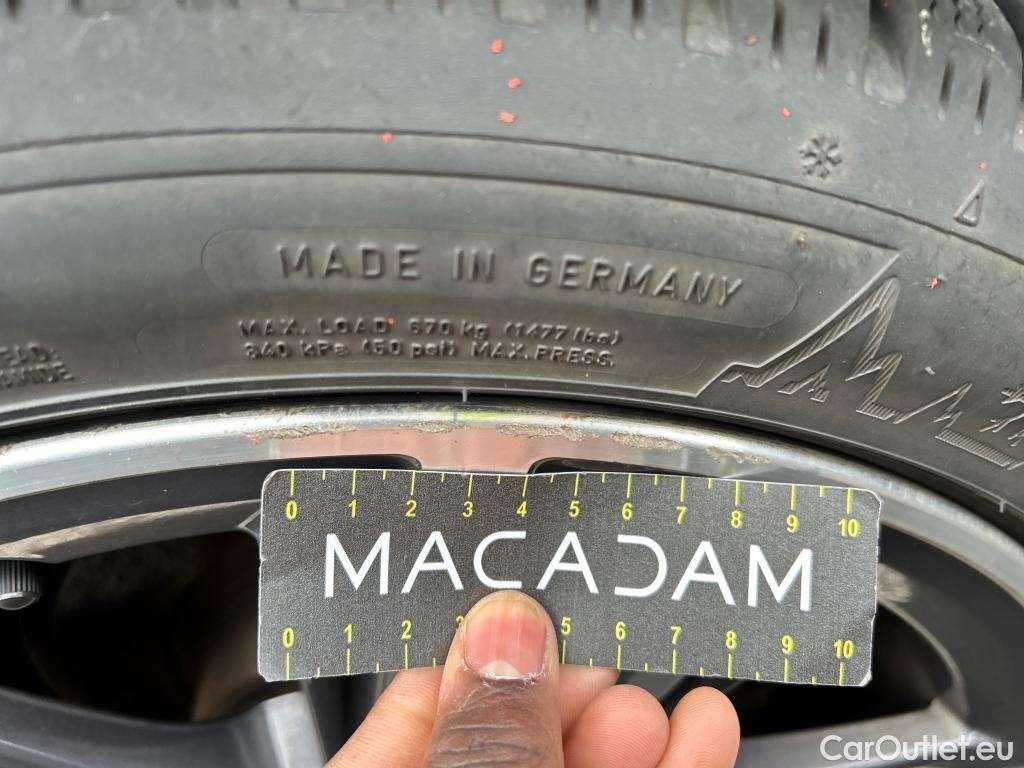 MADE IN GERMANY
MAX. LOAD 670 kg (1477 lbs)
340 kPa (50 psi) MAX. PRESS.
0 1 2 3 4 5 6 7 8 9 10
MACADAM
0 1 2 3 5 6 7 8 9 10
CarOutlet.eu